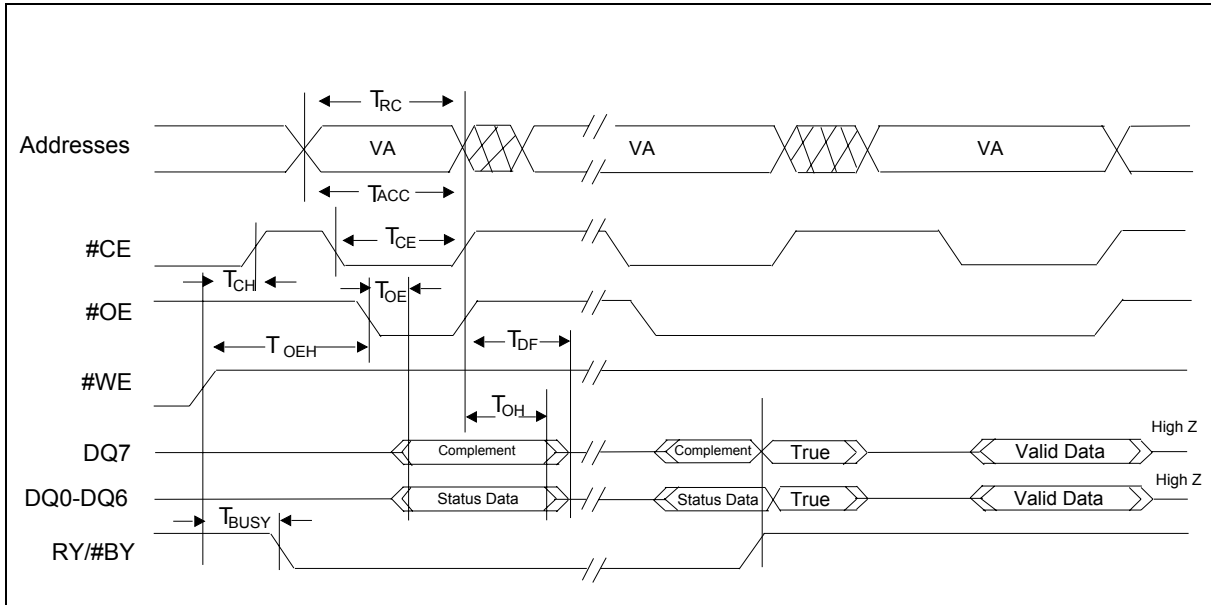 TRC
Addresses VA VA VA
TACC
#CE TCE
TCH TOE
#OE
TOEH TDF
#WE
TOH
High Z
DQ7 Complement Complement True Valid Data
High Z
DQ0-DQ6 Status Data Status Data True Valid Data
TBUSY
RY/#BY